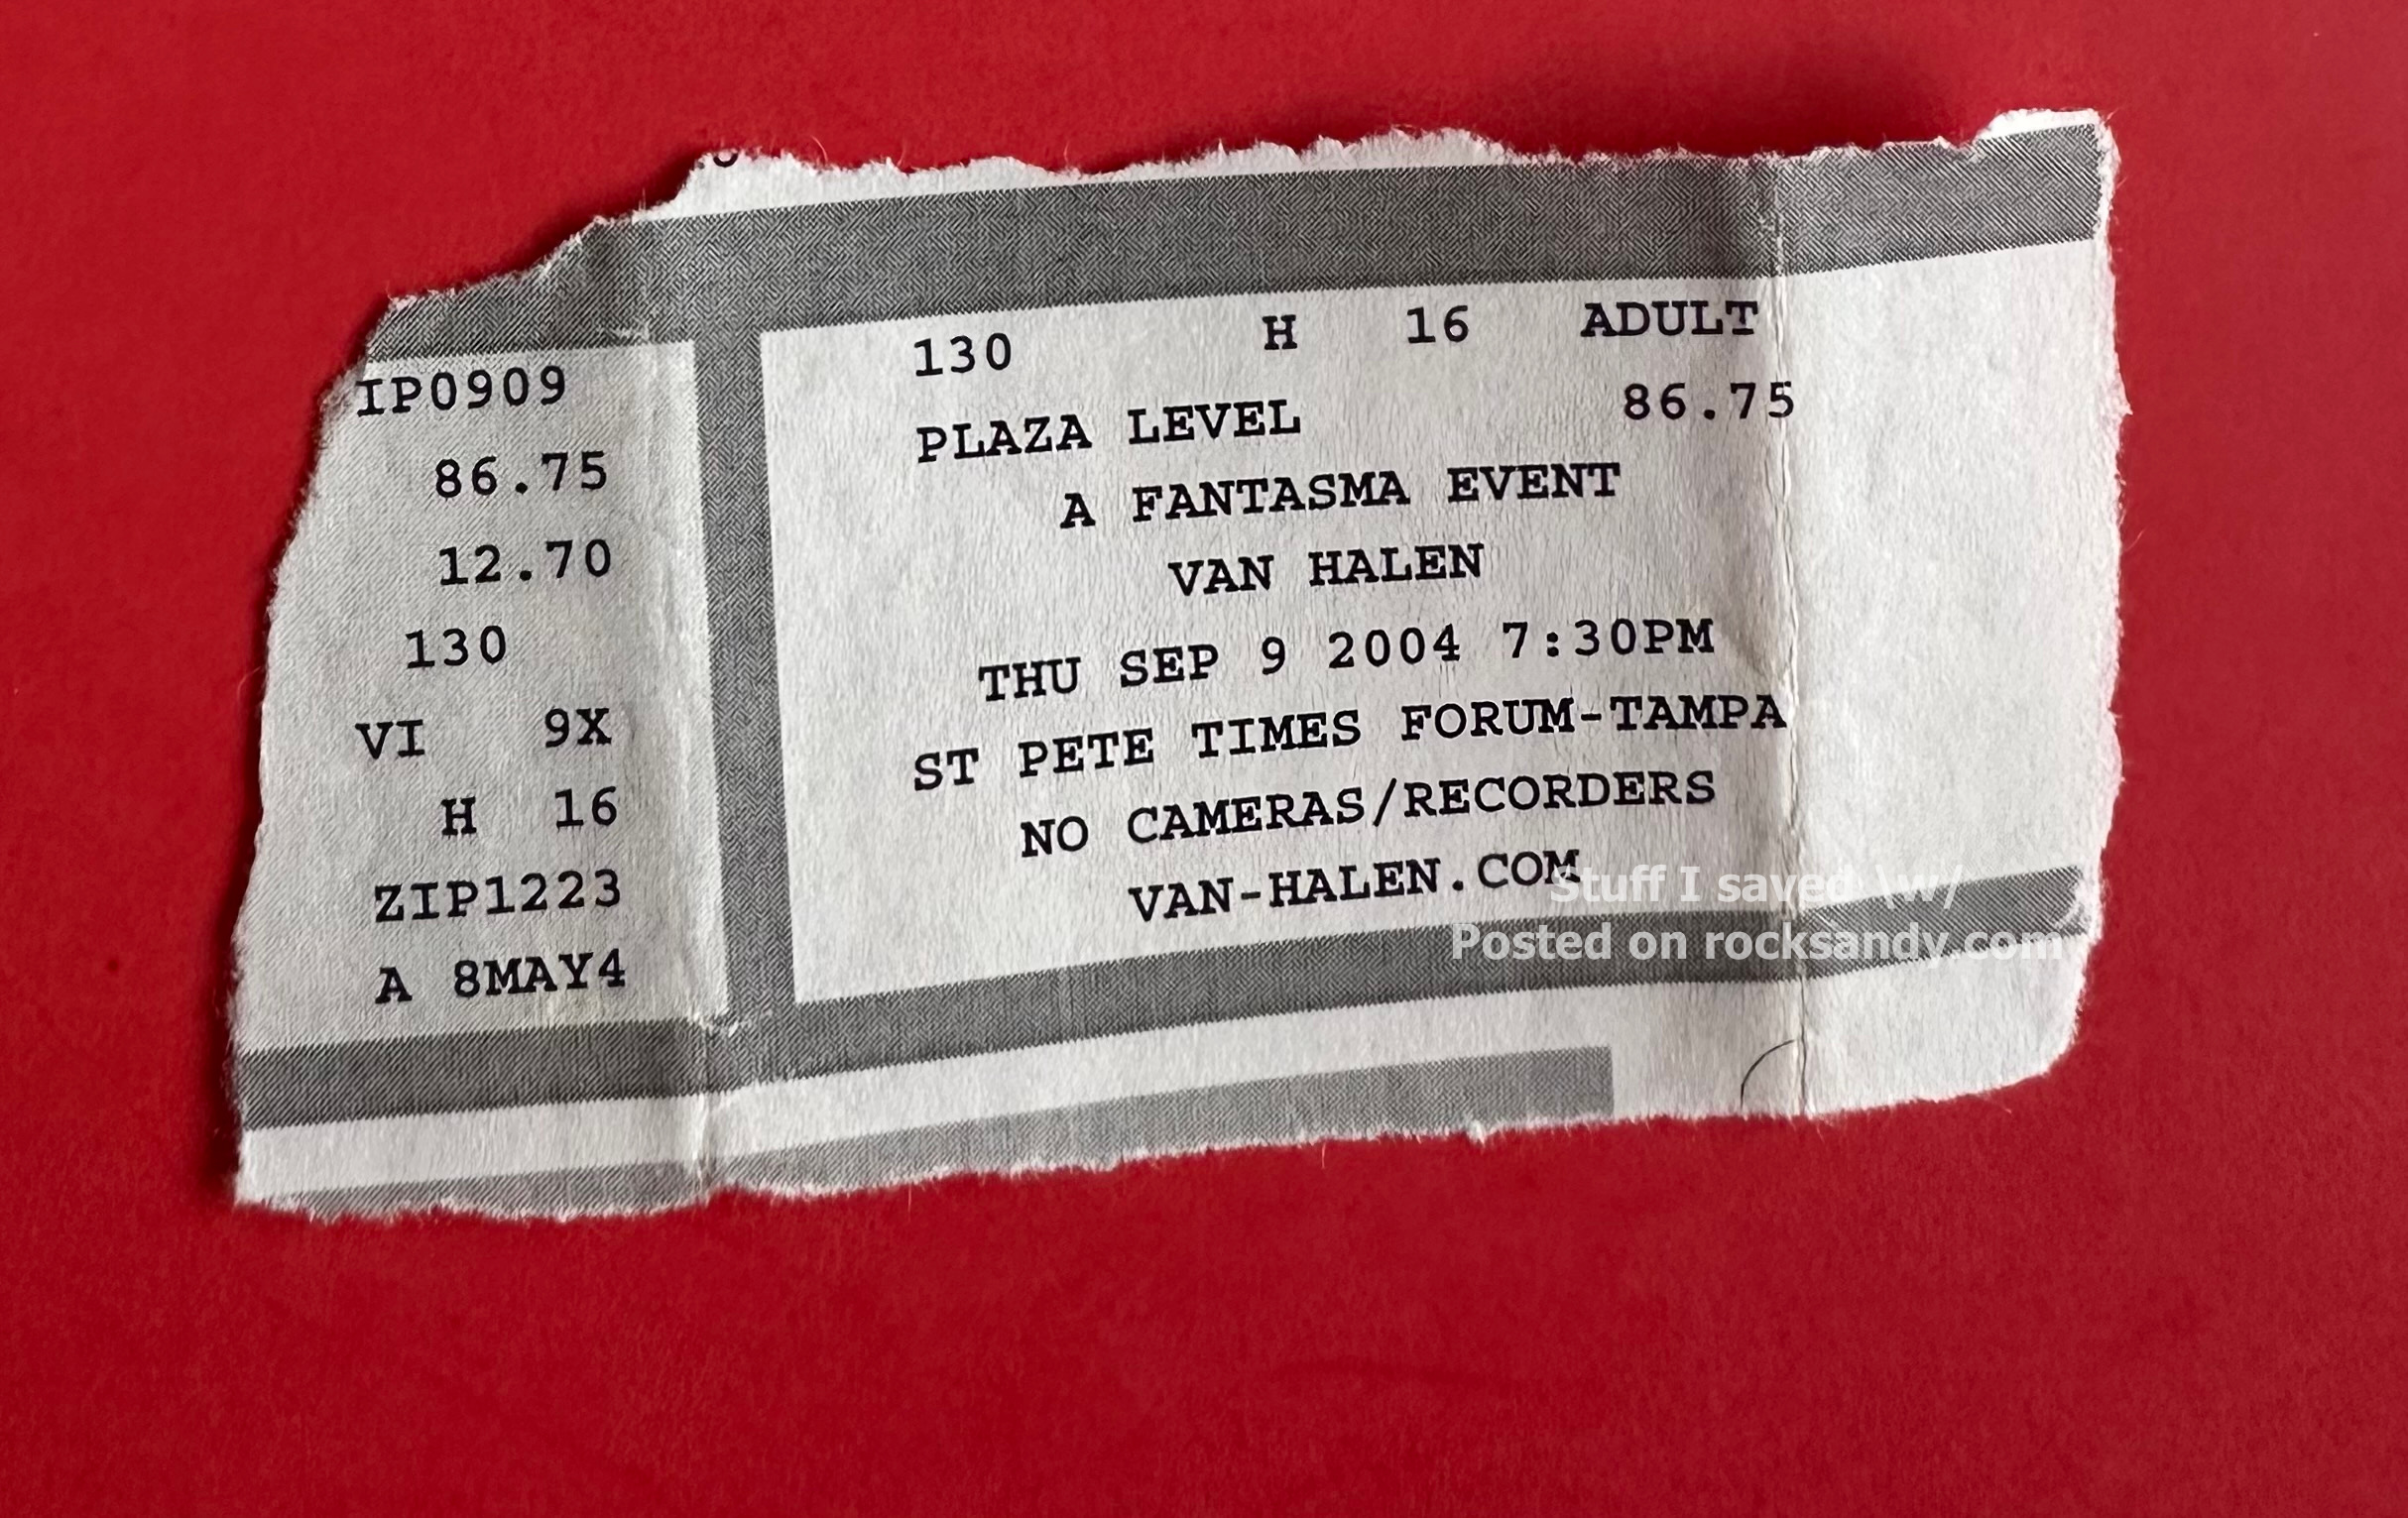 IP0909
86.75
12.70
130
VI 9X
H 16
ZIP1223
A 8MAY4
130 H 16 ADULT
PLAZA LEVEL 86.75
A FANTASMA EVENT
VAN HALEN
THU SEP 9 2004 7:30PM
ST PETE TIMES FORUM-TAMPA
NO CAMERAS/RECORDERS
VAN-HALEN.COM
Stuff I saved \w/
Posted on rocksandy.com